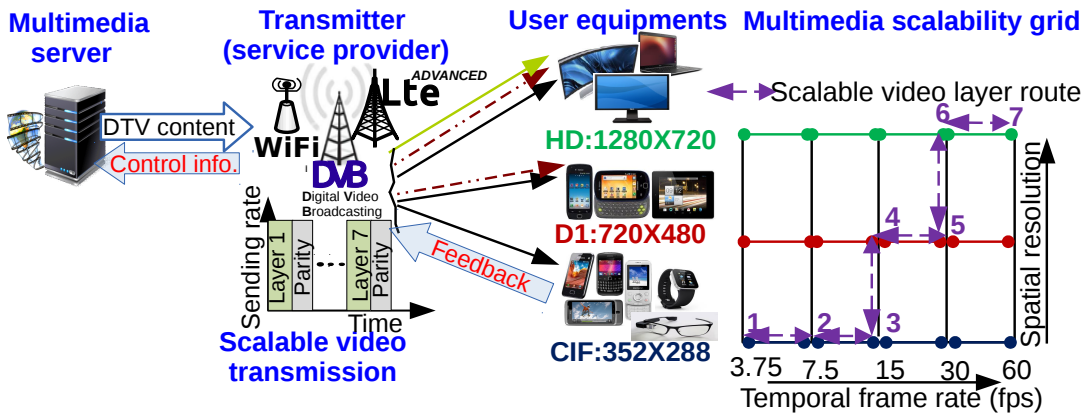 Multimedia
server
Transmitter
(service provider)
User equipments
Multimedia scalability grid
ADVANCED
Lte
WiFi
DTV content
Control info.
DVB
Digital Video
Broadcasting
Sending rate
Layer 1
Parity
Layer 7
Parity
Time
Scalable video
transmission
Feedback
HD:1280X720
D1:720X480
CIF:352X288
Scalable video layer route
6
7
4
5
1
2
3
3.75
7.5
15
30
60
Temporal frame rate (fps)
Spatial resolution